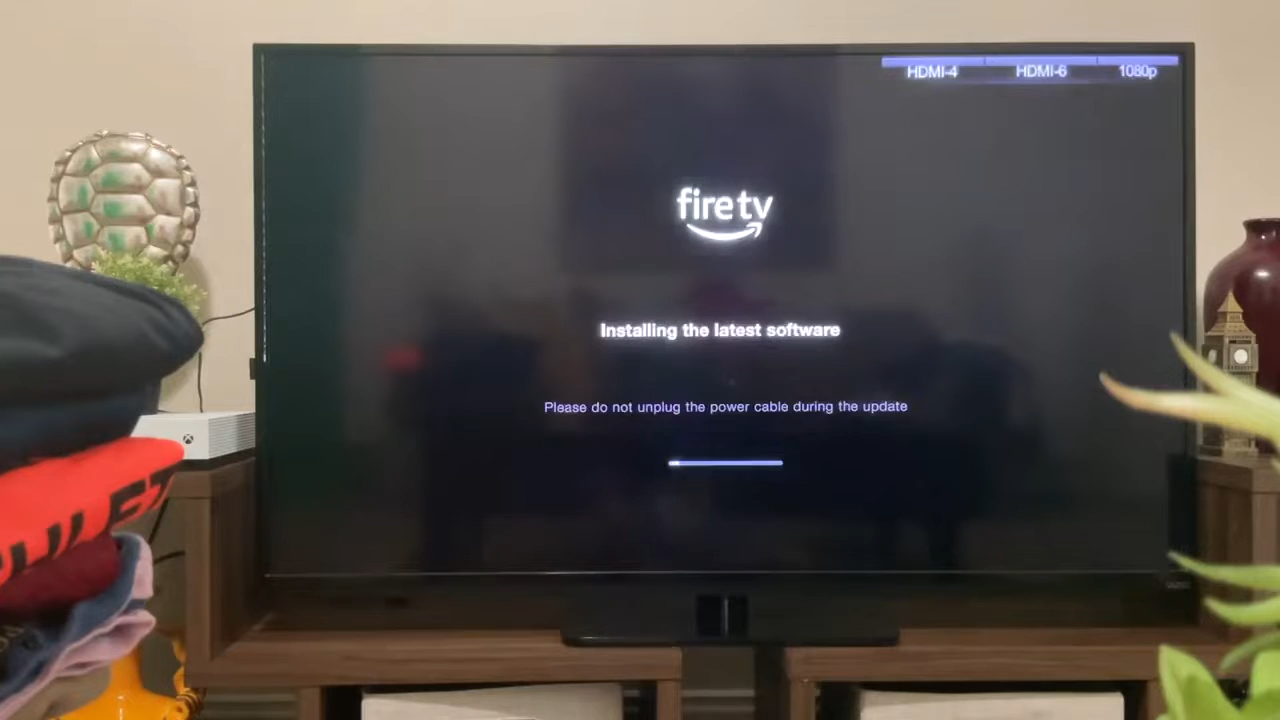 HDMI-4 HDMI-6 1080p
fire tv
Installing the latest software
Please do not unplug the power cable during the update